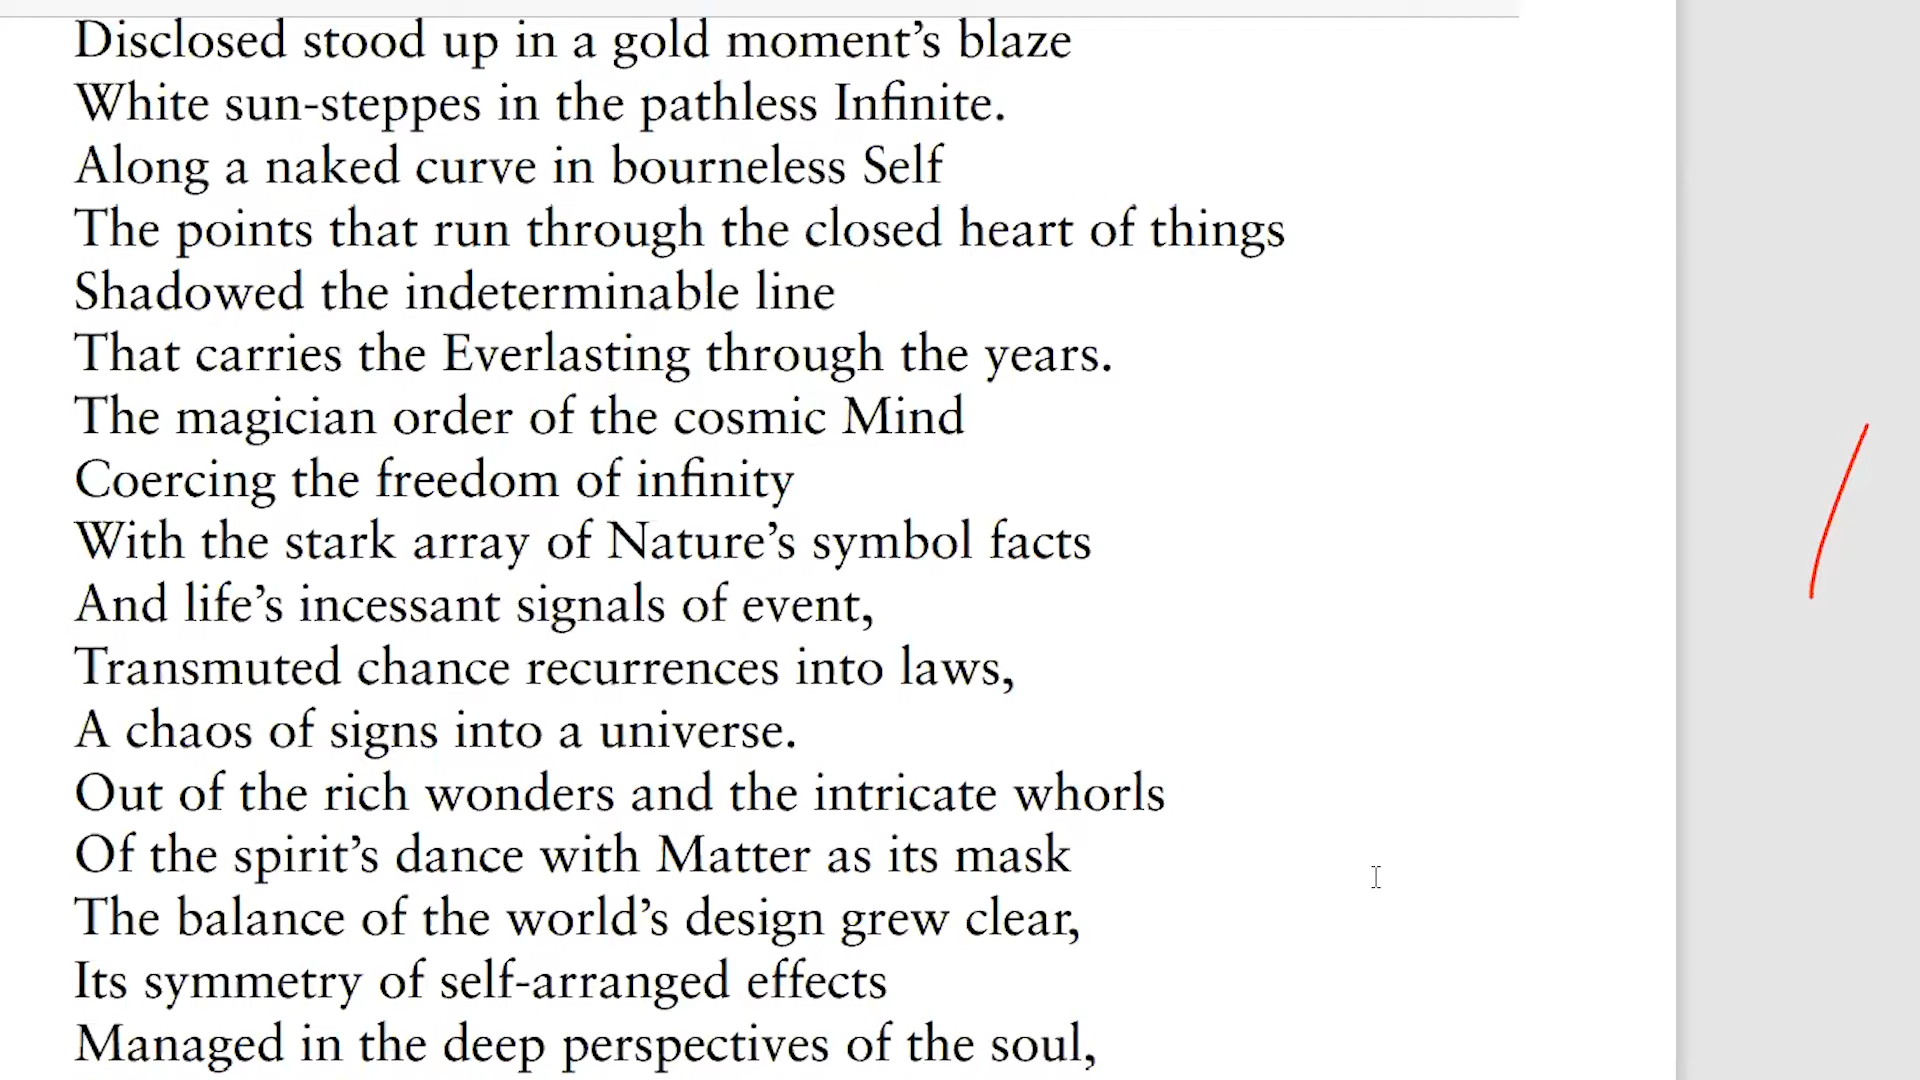 Disclosed stood up in a gold moment’s blaze
White sun-steppes in the pathless Infinite.
Along a naked curve in bourneless Self
The points that run through the closed heart of things
Shadowed the indeterminable line
That carries the Everlasting through the years.
The magician order of the cosmic Mind
Coercing the freedom of infinity
With the stark array of Nature’s symbol facts
And life’s incessant signals of event,
Transmuted chance recurrences into laws,
A chaos of signs into a universe.
Out of the rich wonders and the intricate whorls
Of the spirit’s dance with Matter as its mask
The balance of the world’s design grew clear,
Its symmetry of self-arranged effects
Managed in the deep perspectives of the soul,